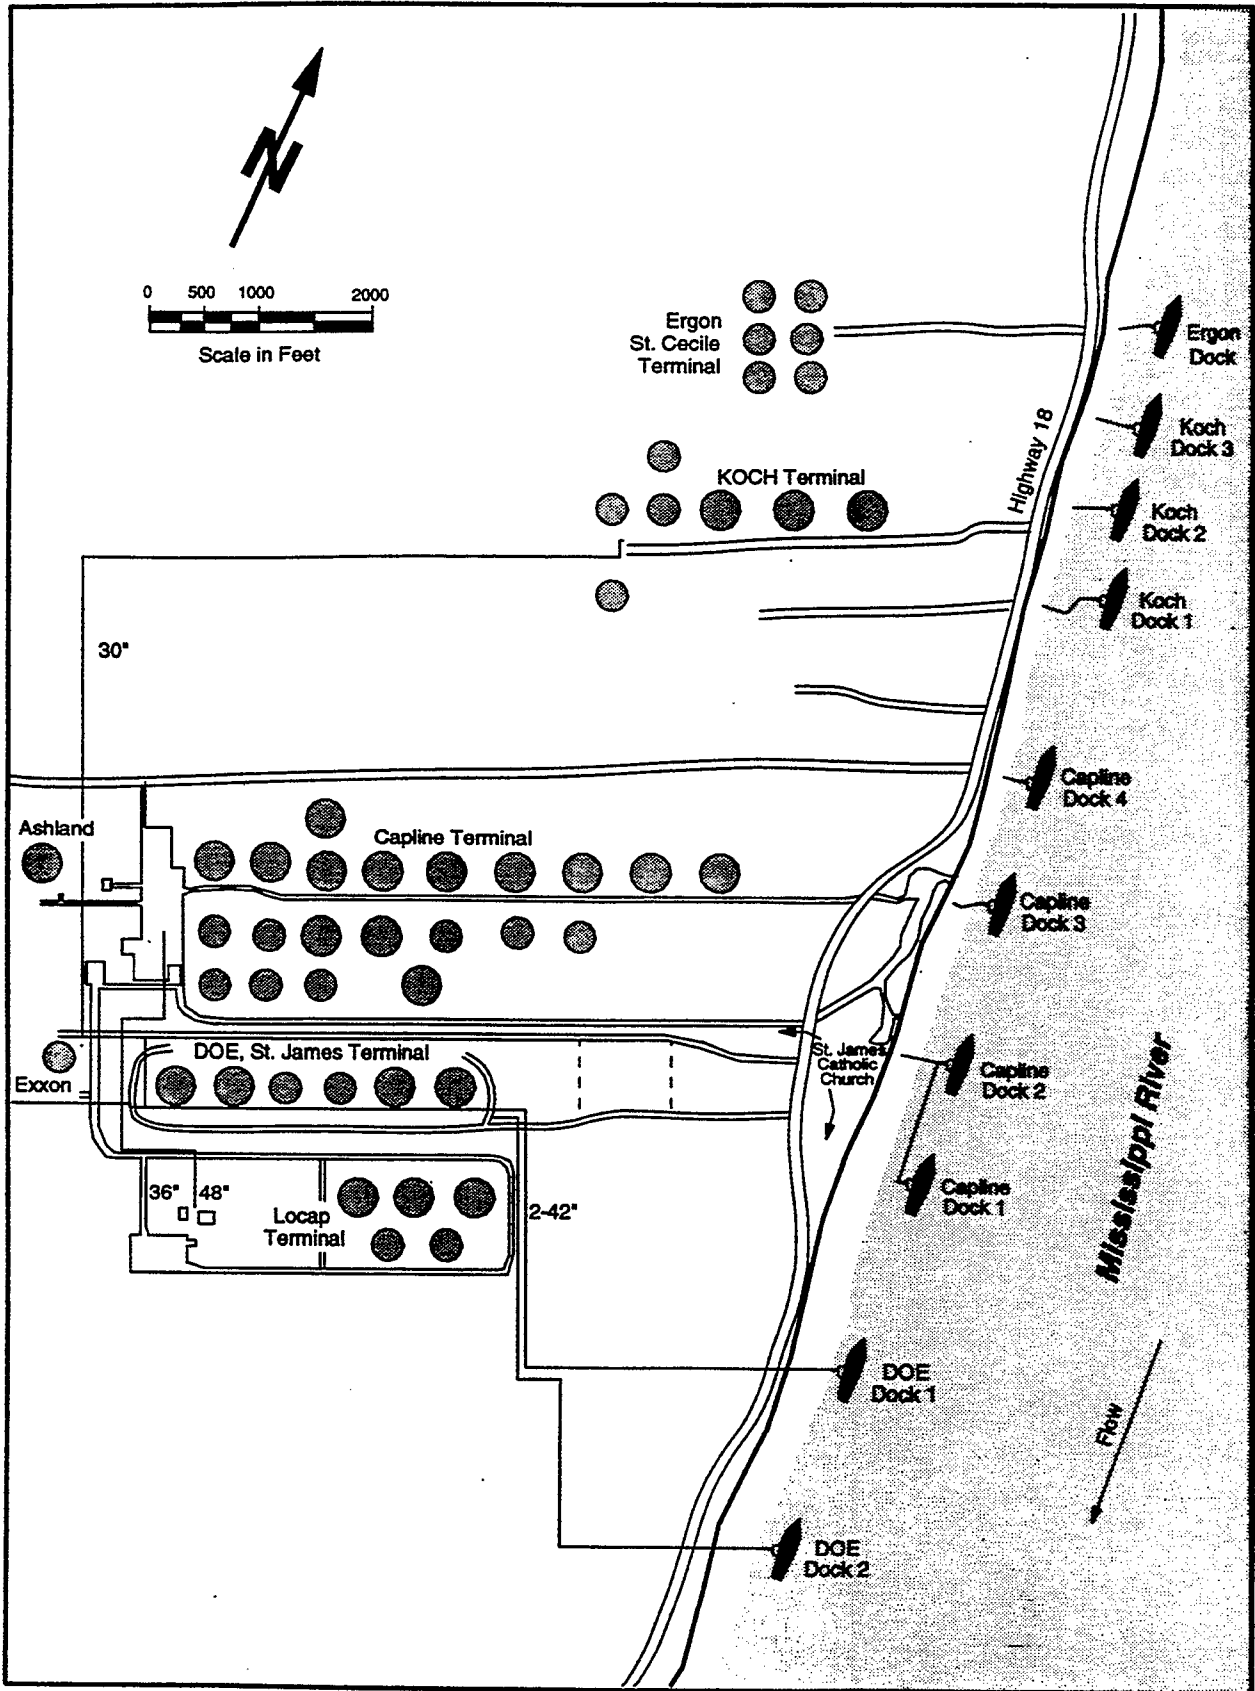 N
0 500 1000 2000
Scale in Feet
Ergon
St. Cecile
Terminal
Ergon
Dock
Koch
Dock 3
Highway 18
KOCH Terminal
Koch
Dock 2
Koch
Dock 1
30"
Capline
Dock 4
Ashland
Capline Terminal
Capline
Dock 3
DOE, St. James Terminal
St. James
Catholic
Church
Exxon
Capline
Dock 2
Mississippi River
36" 48"
Locap
Terminal
2-42"
Capline
Dock 1
DOE
Dock 1
Flow
DOE
Dock 2